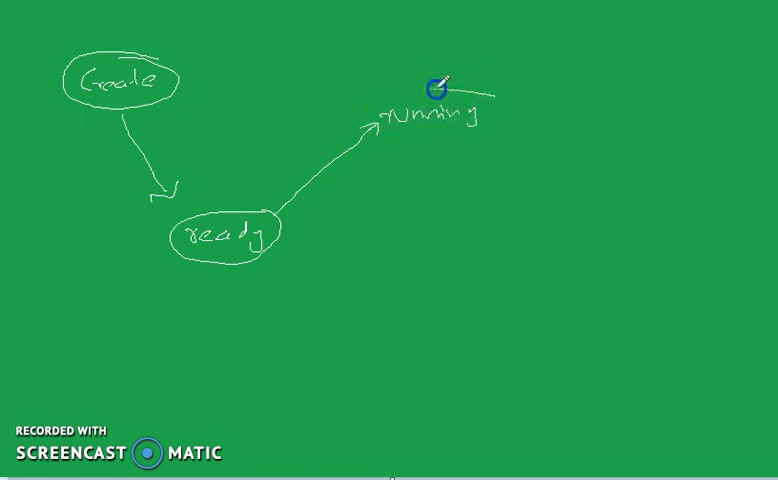 Create
running
ready
RECORDED WITH
SCREENCAST MATIC